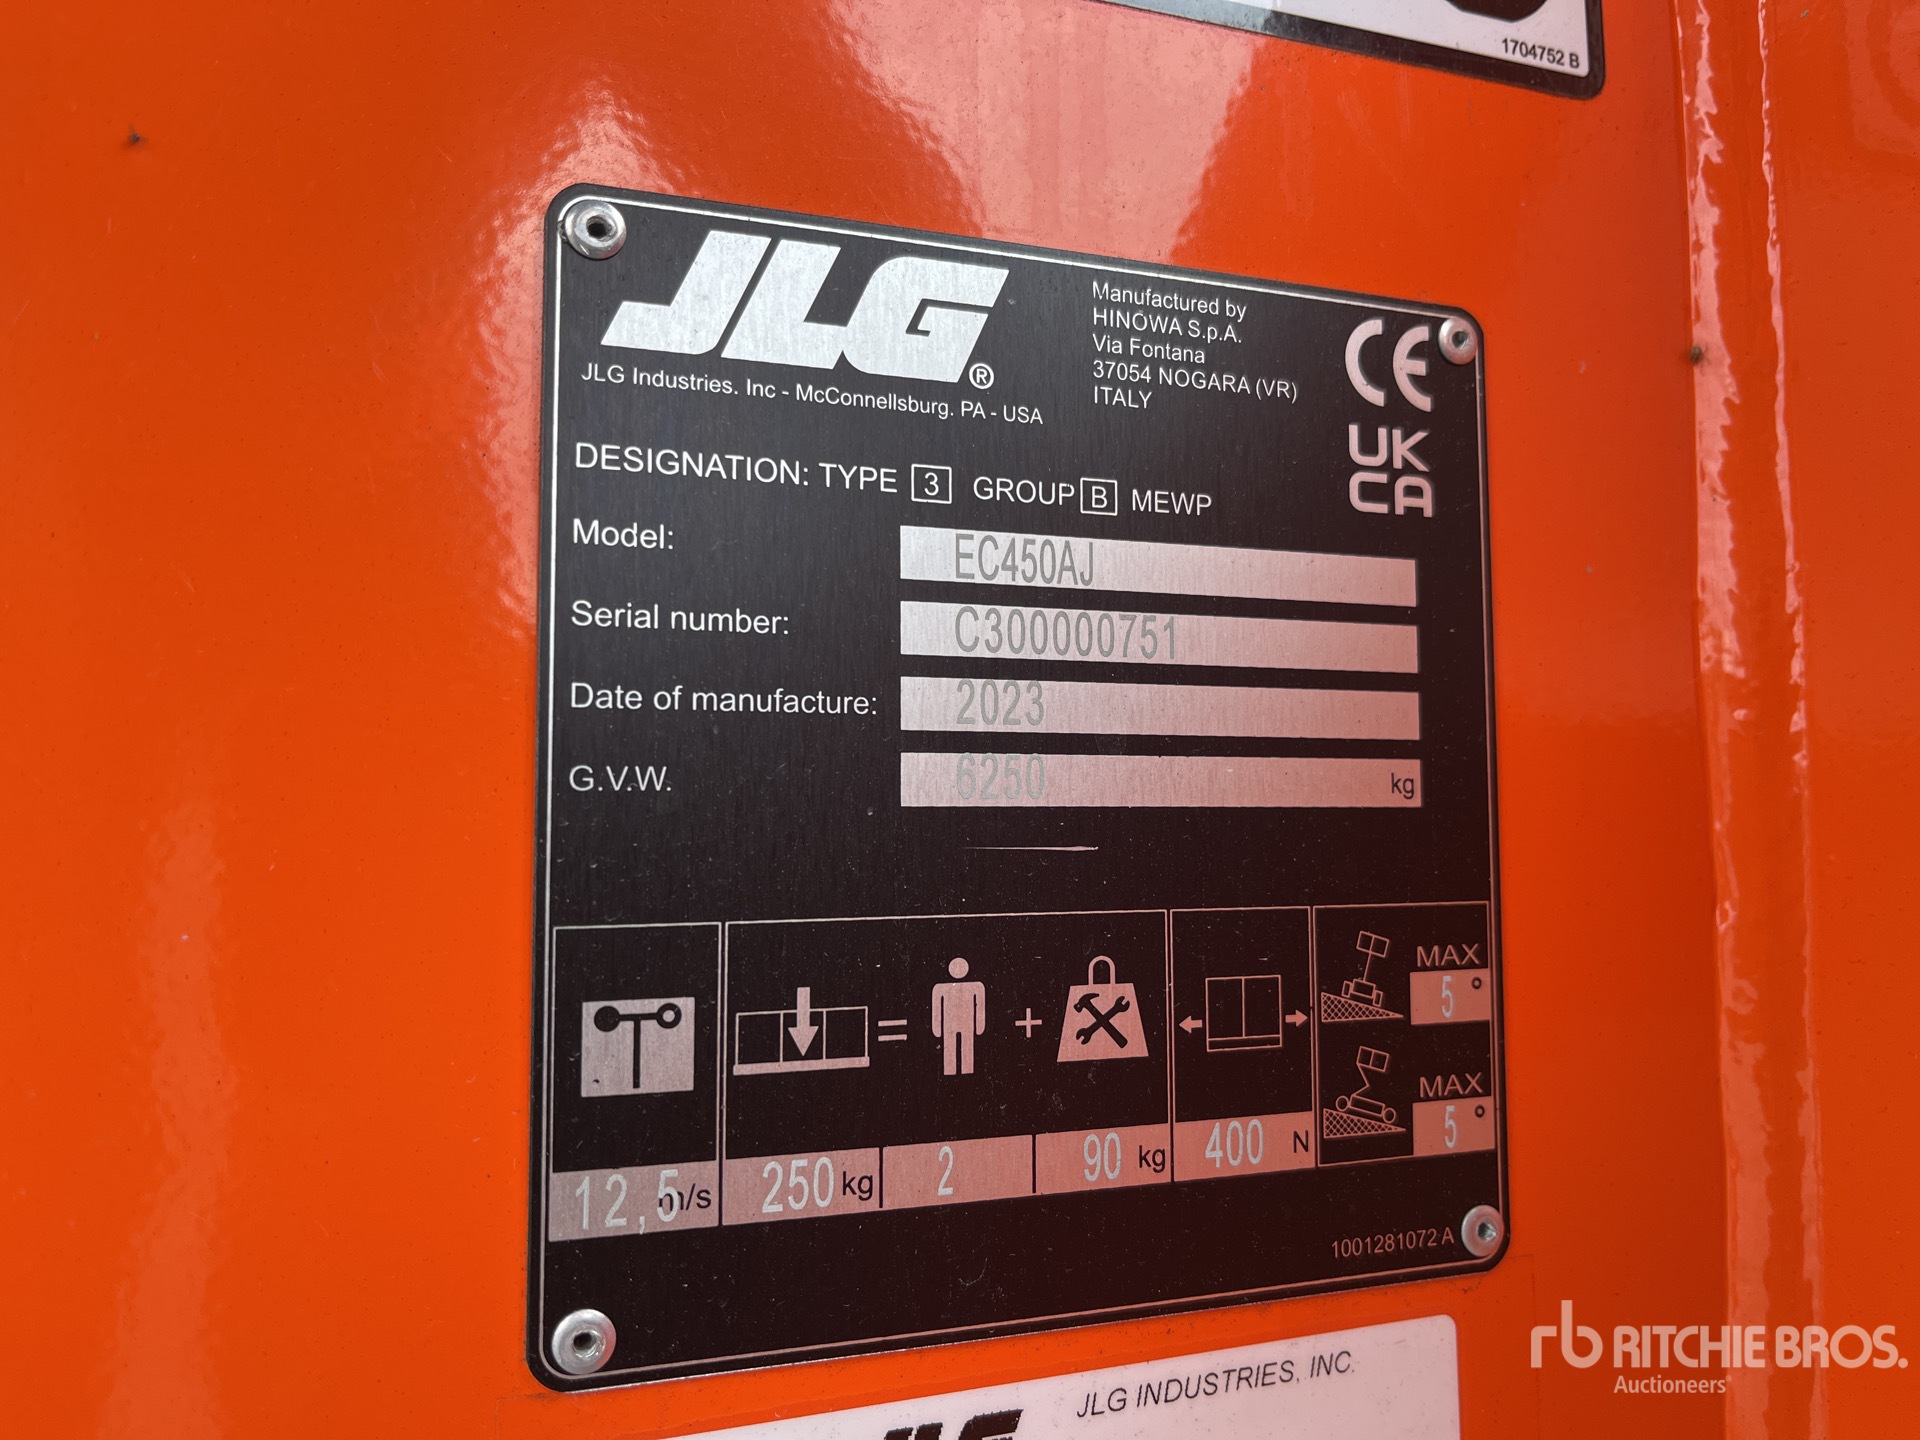 1704752 B
JLG®
JLG Industries. Inc - McConnellsburg. PA - USA
Manufactured by
HINOWA S.p.A.
Via Fontana
37054 NOGARA (VR)
ITALY
CE
UK
CA
DESIGNATION: TYPE 3 GROUP B MEWP
Model: EC450AJ
Serial number: C300000751
Date of manufacture: 2023
G.V.W. 6250 kg
= +
MAX
5°
MAX
5°
12,5 m/s 250 kg 2 90 kg 400 N
1001281072 A
JLG INDUSTRIES, INC.
JLG
rb RITCHIE BROS.
Auctioneers